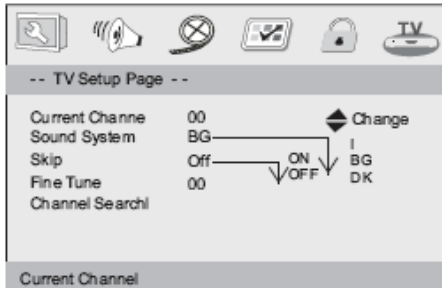 TV
-- TV Setup Page --
Current Channe 00 Change
Sound System BG I
Skip Off ON BG
OFF DK
Fine Tune 00
Channel Searchl
Current Channel